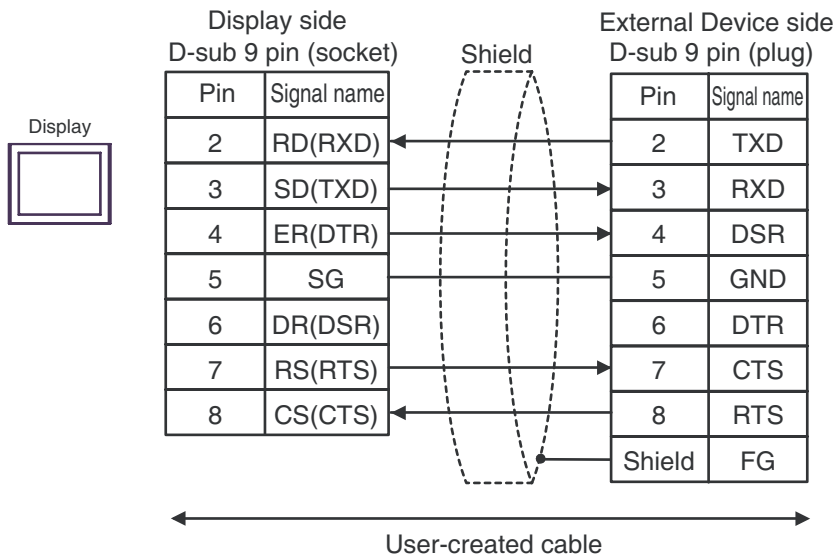 Display side
D-sub 9 pin (socket)
Shield
External Device side
D-sub 9 pin (plug)
Display
Pin Signal name
2 RD(RXD)
3 SD(TXD)
4 ER(DTR)
5 SG
6 DR(DSR)
7 RS(RTS)
8 CS(CTS)
Pin Signal name
2 TXD
3 RXD
4 DSR
5 GND
6 DTR
7 CTS
8 RTS
Shield FG
User-created cable